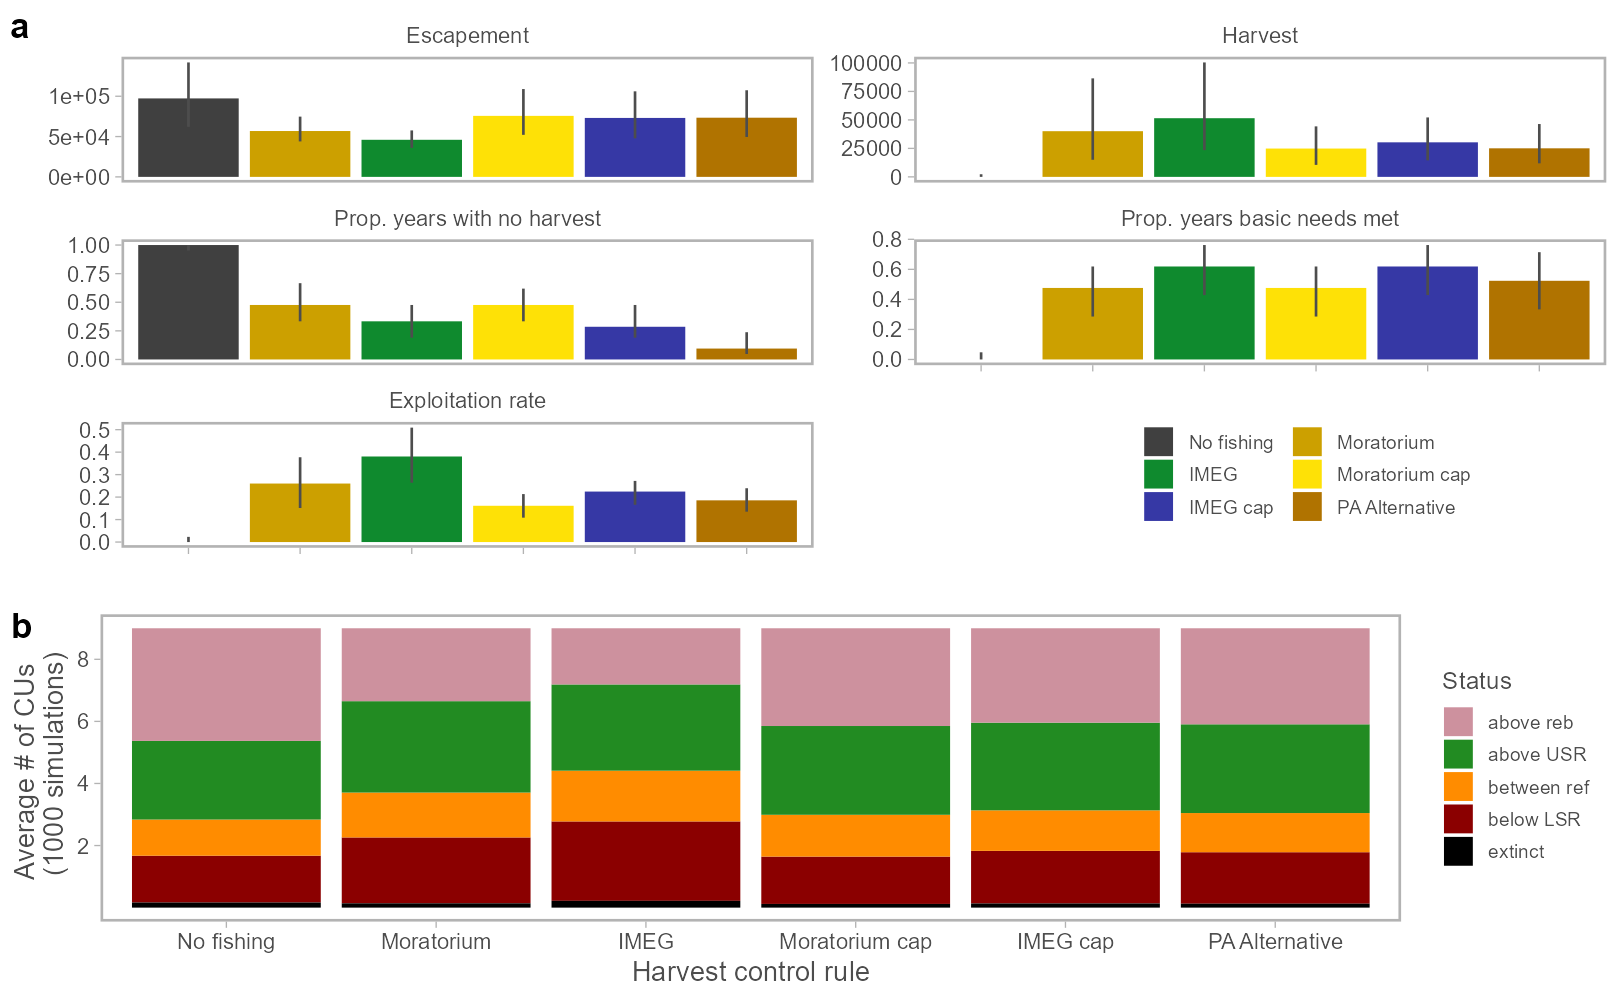 a
Escapement
1e+05
5e+04
0e+00
Harvest
100000
75000
50000
25000
0
Prop. years with no harvest
1.00
0.75
0.50
0.25
0.00
Prop. years basic needs met
0.8
0.6
0.4
0.2
0.0
Exploitation rate
0.5
0.4
0.3
0.2
0.1
0.0
No fishing
Moratorium
IMEG
Moratorium cap
IMEG cap
PA Alternative
b
Average # of CUs
(1000 simulations)
8
6
4
2
No fishing
Moratorium
IMEG
Moratorium cap
IMEG cap
PA Alternative
Harvest control rule
Status
above reb
above USR
between ref
below LSR
extinct